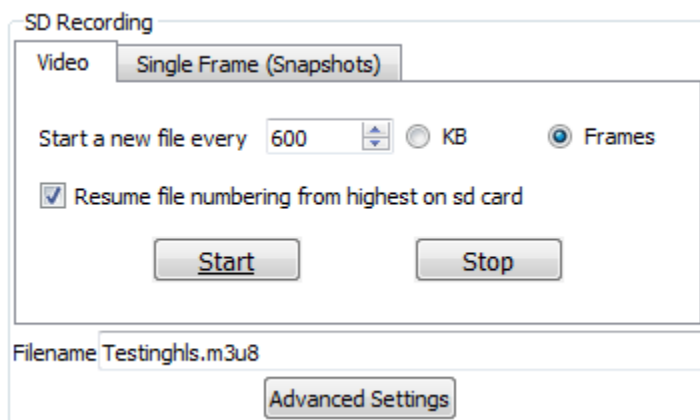 SD Recording
Video Single Frame (Snapshots)
Start a new file every 600 KB Frames
Resume file numbering from highest on sd card
Start Stop
Filename Testinghls.m3u8
Advanced Settings